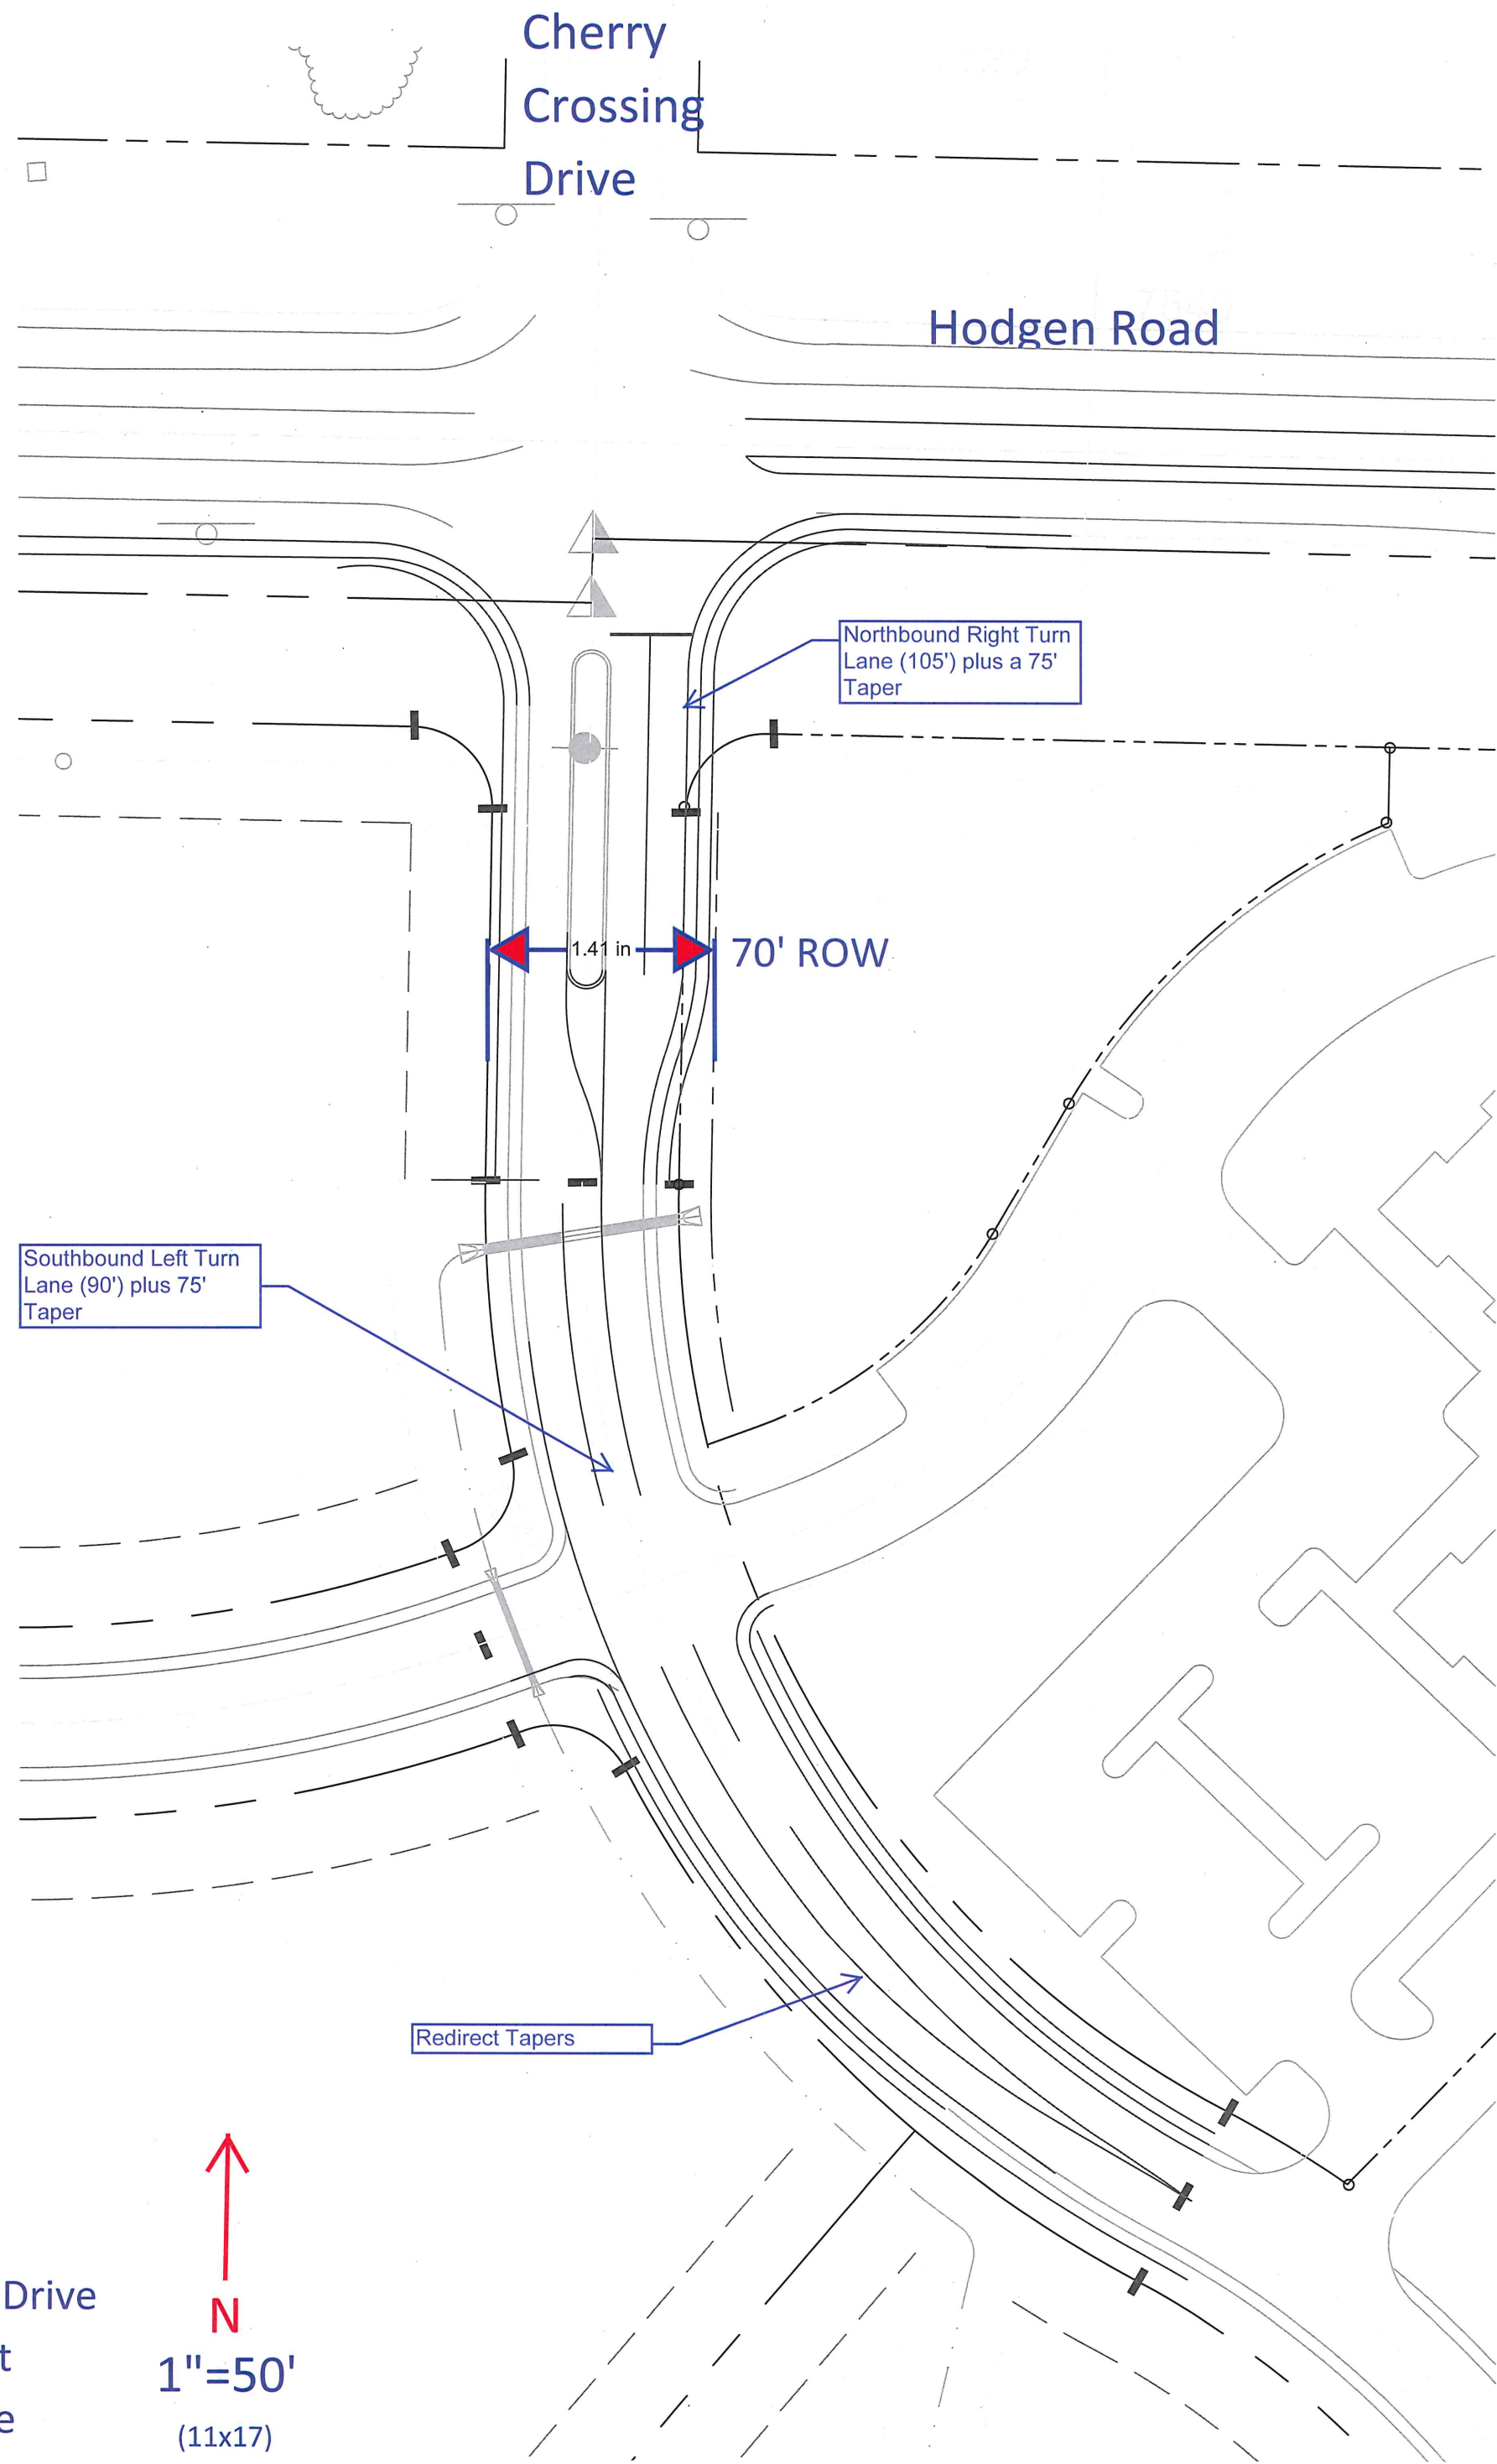 Cherry
Crossing
Drive
Hodgen Road
Northbound Right Turn
Lane (105') plus a 75'
Taper
1.41 in
70' ROW
Southbound Left Turn
Lane (90') plus 75'
Taper
Redirect Tapers
Drive
N
t
1"=50'
e
(11x17)